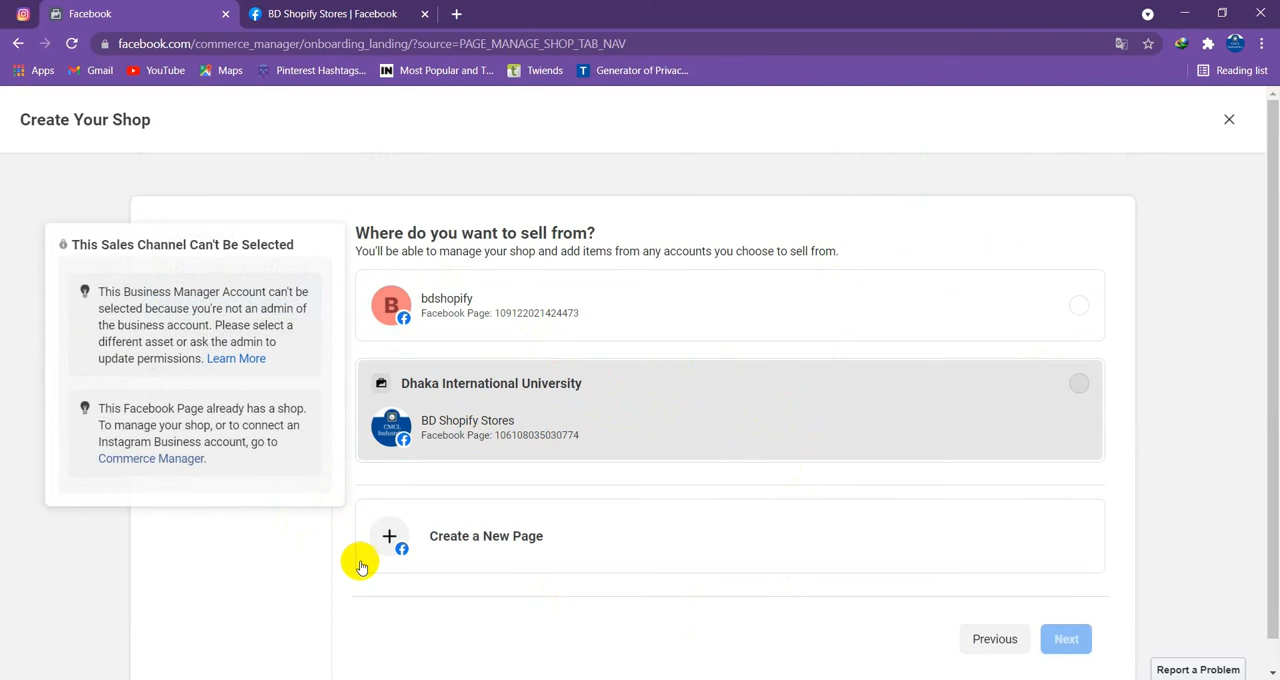 Facebook
BD Shopify Stores | Facebook
facebook.com/commerce_manager/onboarding_landing/?source=PAGE_MANAGE_SHOP_TAB_NAV
Apps
Gmail
YouTube
Maps
Pinterest Hashtags...
IN
Most Popular and T...
t
Twiends
T
Generator of Privac...
Reading list
Create Your Shop
This Sales Channel Can't Be Selected
This Business Manager Account can't be
selected because you're not an admin of
the business account. Please select a
different asset or ask the admin to
update permissions. Learn More
This Facebook Page already has a shop.
To manage your shop, or to connect an
Instagram Business account, go to
Commerce Manager.
Where do you want to sell from?
You'll be able to manage your shop and add items from any accounts you choose to sell from.
B
bdshopify
Facebook Page: 109122021424473
Dhaka International University
CMCL
BD Shopify Stores
Facebook Page: 106108035030774
Create a New Page
Previous
Next
Report a Problem